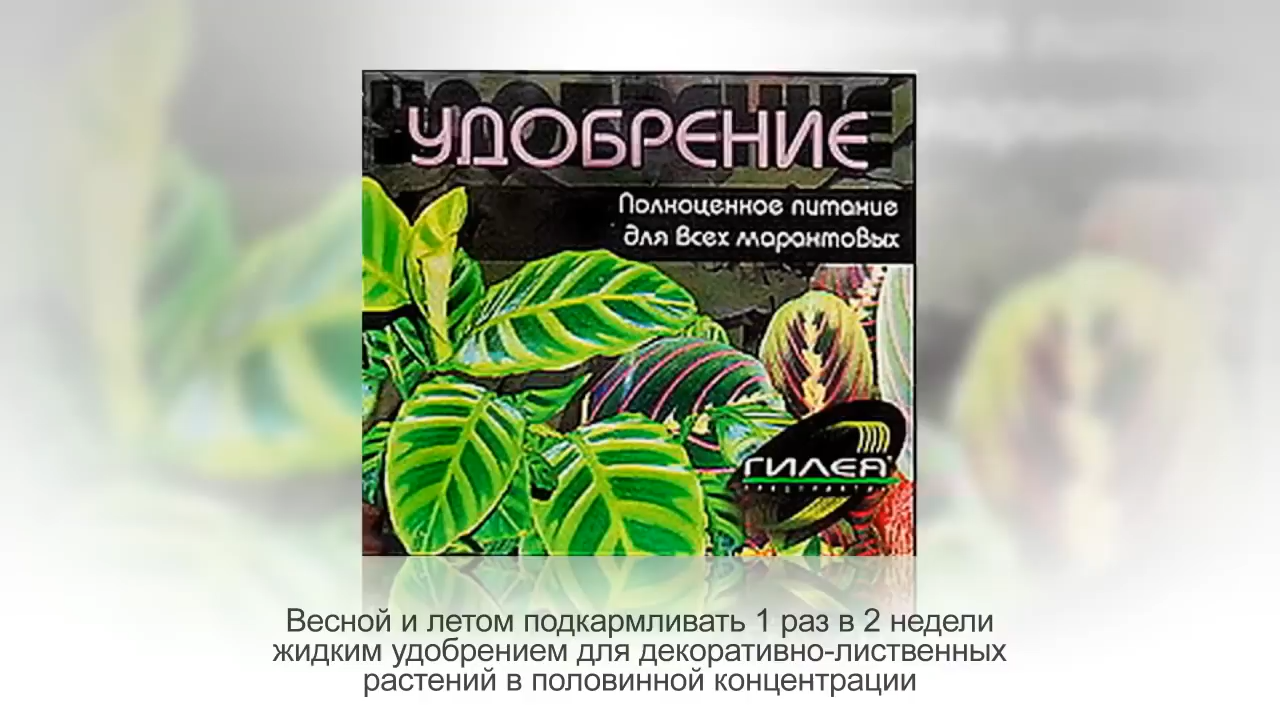 УДОБРЕНИЕ
Полноценное питание
для всех марантовых
ГИЛЕЯ
Весной и летом подкармливать 1 раз в 2 недели
жидким удобрением для декоративно-лиственных
растений в половинной концентрации